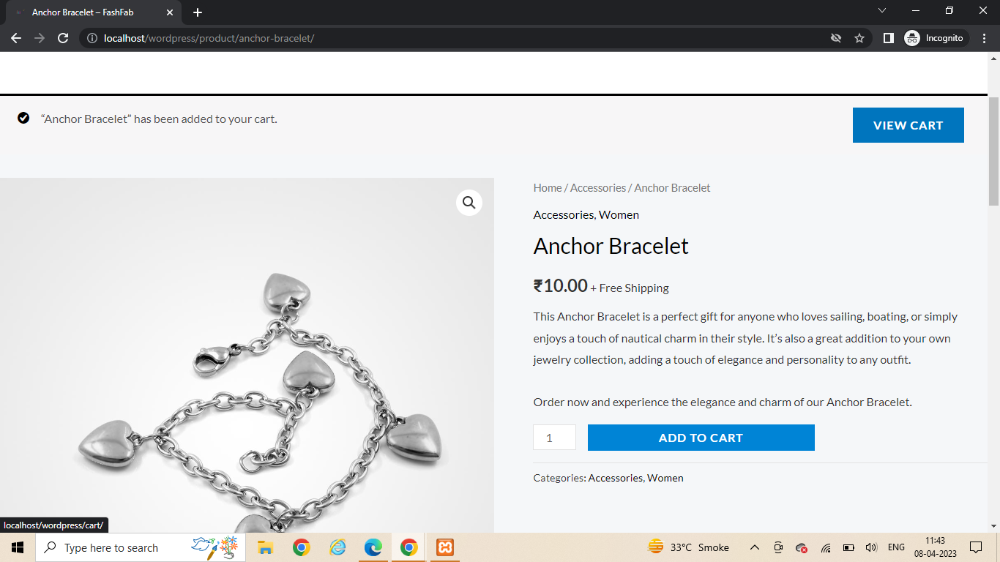 Anchor Bracelet – FashFab
localhost/wordpress/product/anchor-bracelet/
Incognito
“Anchor Bracelet” has been added to your cart.
VIEW CART
Home / Accessories / Anchor Bracelet
Accessories, Women
Anchor Bracelet
₹10.00 + Free Shipping
This Anchor Bracelet is a perfect gift for anyone who loves sailing, boating, or simply
enjoys a touch of nautical charm in their style. It’s also a great addition to your own
jewelry collection, adding a touch of elegance and personality to any outfit.
Order now and experience the elegance and charm of our Anchor Bracelet.
1
ADD TO CART
Categories: Accessories, Women
localhost/wordpress/cart/
Type here to search
33°C Smoke
ENG
11:43
08-04-2023